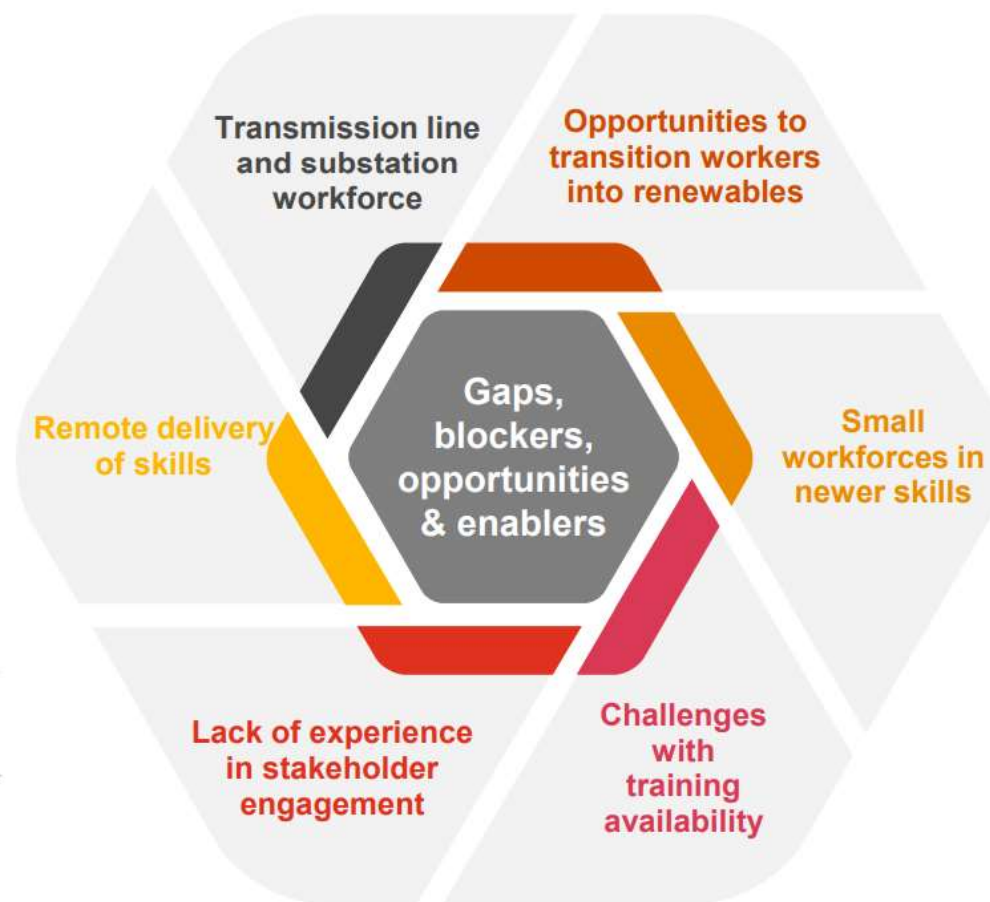 Transmission line
and substation
workforce
Opportunities to
transition workers
into renewables
Small
workforces in
newer skills
Challenges
with
training
availability
Lack of experience
in stakeholder
engagement
Remote delivery
of skills
Gaps,
blockers,
opportunities
& enablers